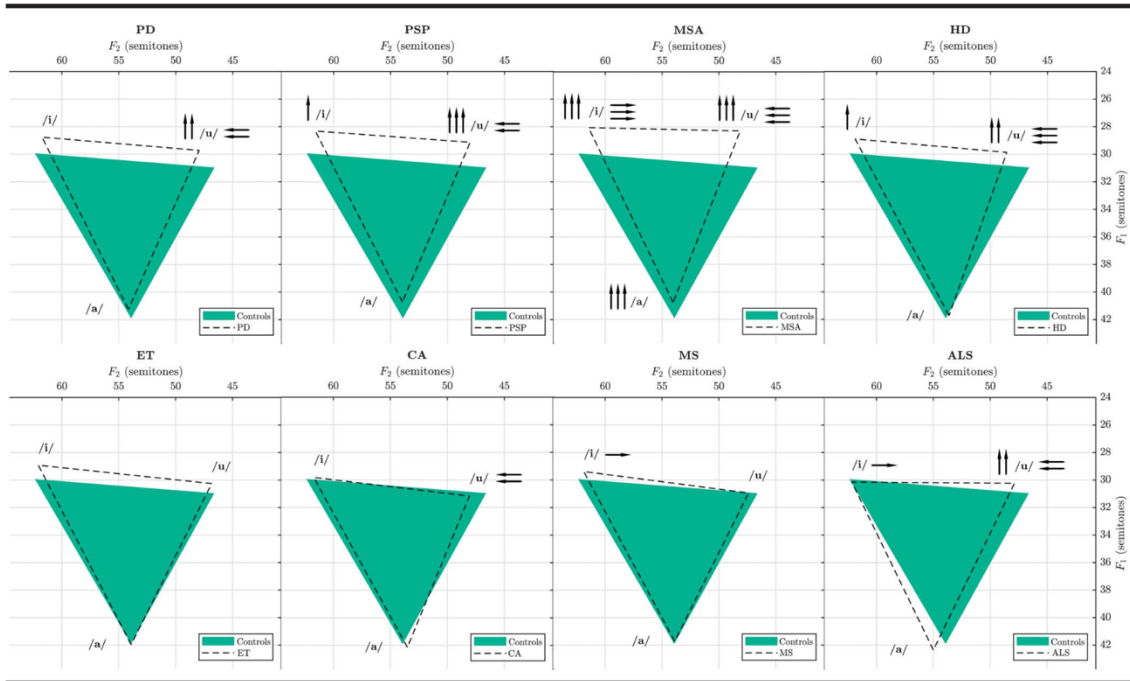 PD
F₂ (semitones)
60 55 50 45
/i/
/u/
/a/
Controls
PD
PSP
F₂ (semitones)
60 55 50 45
/i/
/u/
/a/
Controls
PSP
MSA
F₂ (semitones)
60 55 50 45
/i/
/u/
/a/
Controls
MSA
HD
F₂ (semitones)
60 55 50 45
/i/
/u/
/a/
Controls
HD
24
26
28
30
32
34
36
38
40
42
F₁ (semitones)
ET
F₂ (semitones)
60 55 50 45
/i/
/u/
/a/
Controls
ET
CA
F₂ (semitones)
60 55 50 45
/i/
/u/
/a/
Controls
CA
MS
F₂ (semitones)
60 55 50 45
/i/
/u/
/a/
Controls
MS
ALS
F₂ (semitones)
60 55 50 45
/i/
/u/
/a/
Controls
ALS
24
26
28
30
32
34
36
38
40
42
F₁ (semitones)